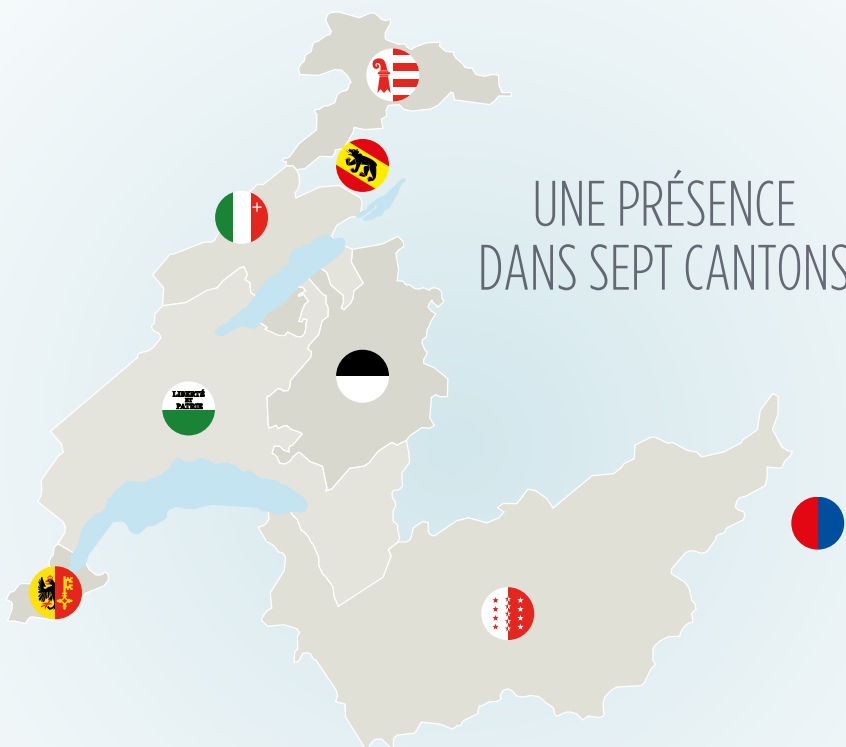 UNE PRÉSENCE
DANS SEPT CANTONS
LIBERTÉ
ET
PATRIE